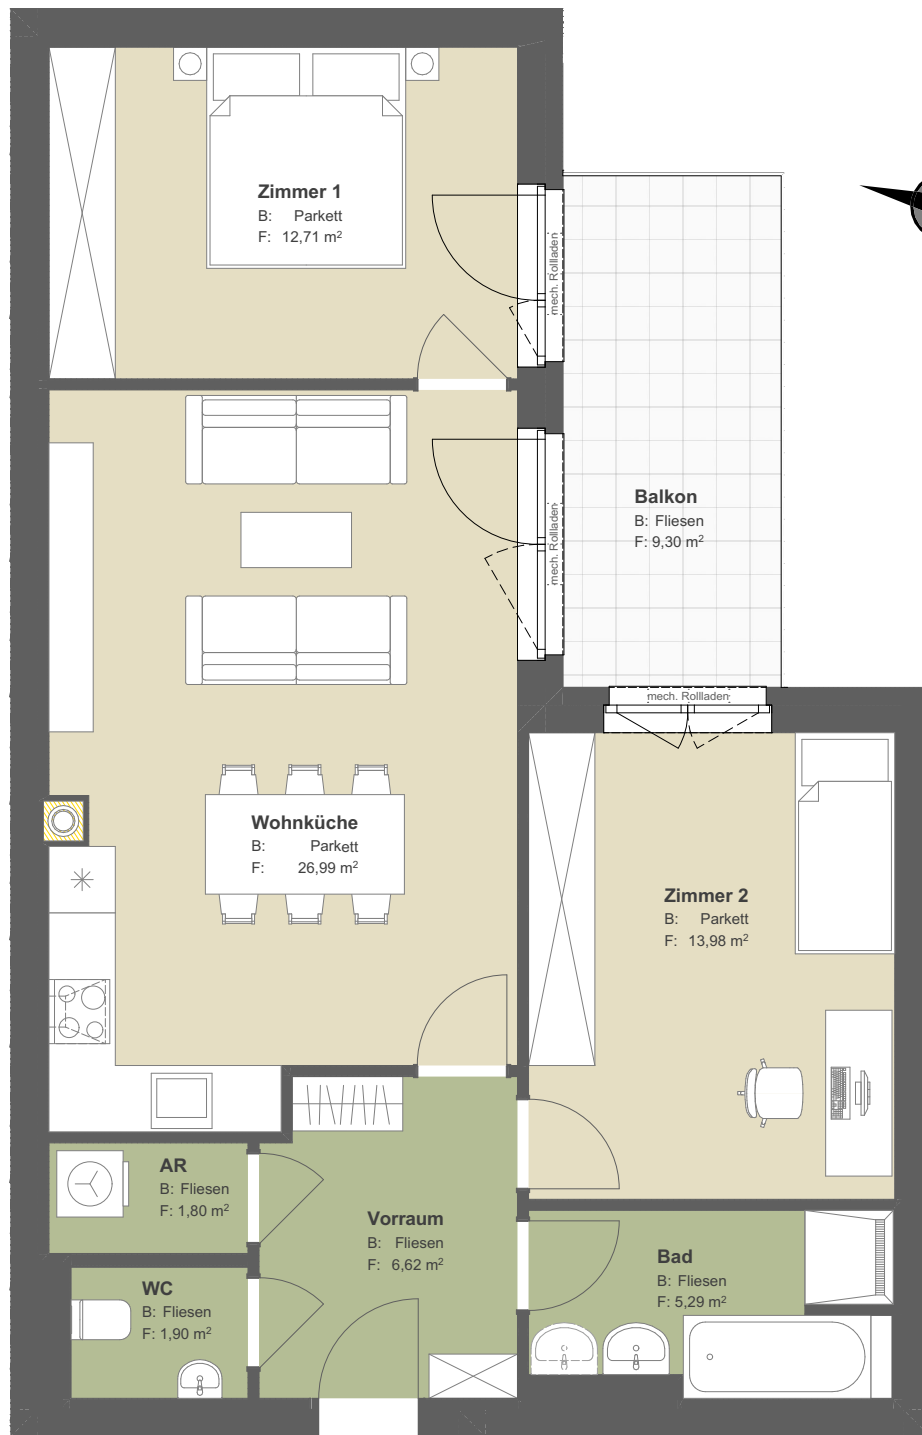 Zimmer 1
B: Parkett
F: 12,71 m²
mech. Rollladen
Balkon
B: Fliesen
F: 9,30 m²
mech. Rollladen
mech. Rollladen
Wohnküche
B: Parkett
F: 26,99 m²
Zimmer 2
B: Parkett
F: 13,98 m²
AR
B: Fliesen
F: 1,80 m²
Vorraum
B: Fliesen
F: 6,62 m²
Bad
B: Fliesen
F: 5,29 m²
WC
B: Fliesen
F: 1,90 m²